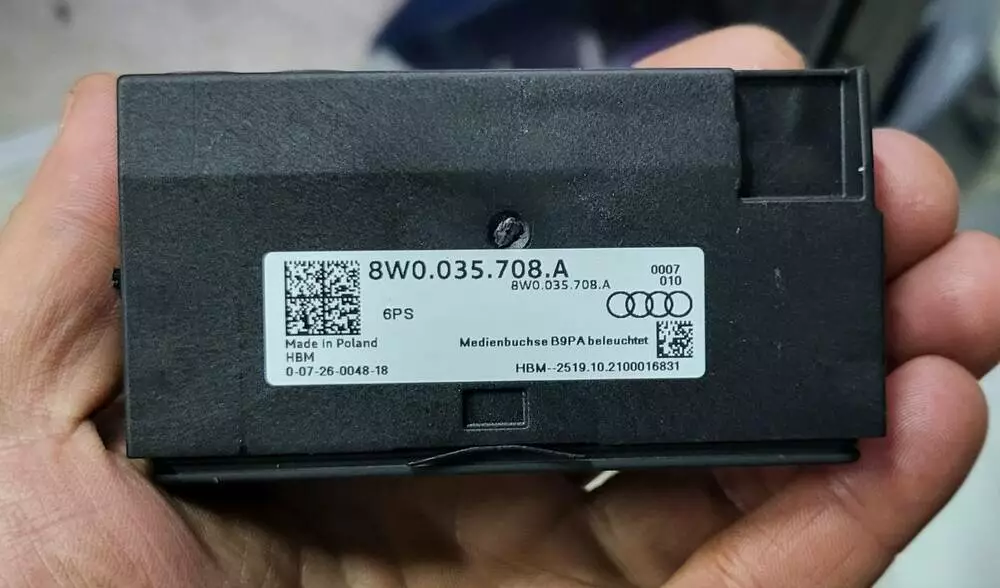 8W0.035.708.A
8W0.035.708.A
0007
010
6PS
Made in Poland
HBM
0-07-26-0048-18
Medienbuchse B9PA beleuchtet
HBM--2519.10.2100016831